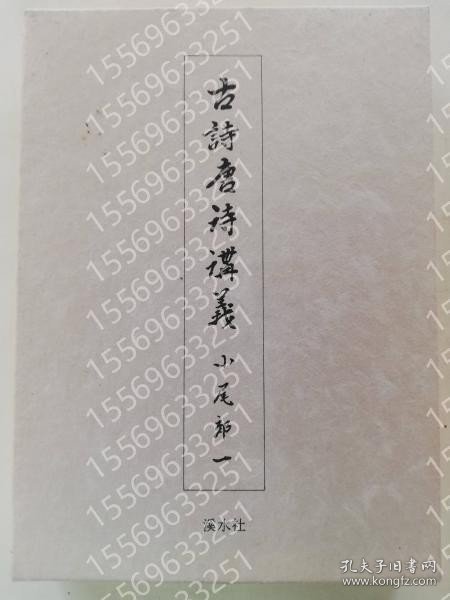 古詩唐诗講義 小尾郊一
溪水社
15569633251
孔夫子旧书网
www.kongfz.com